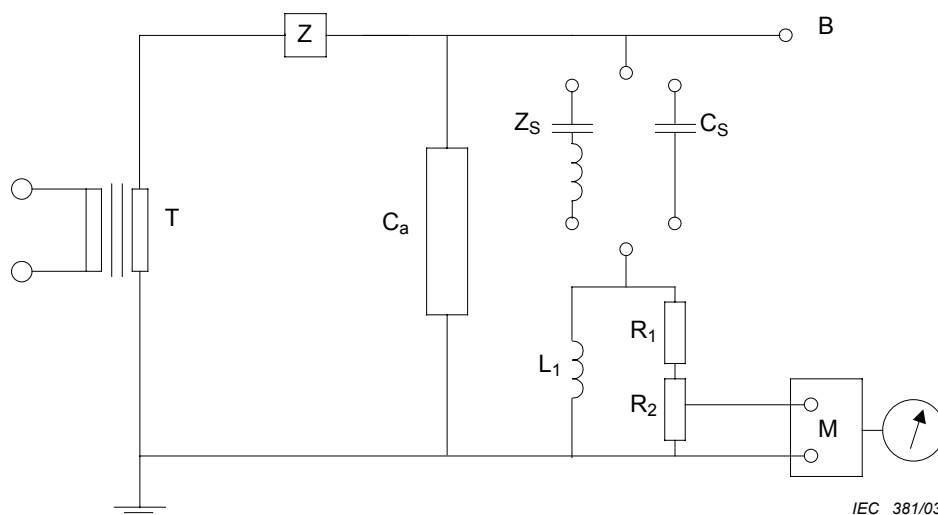 Z
B
Z_S
C_S
T
C_a
R_1
L_1
R_2
M
IEC 381/03